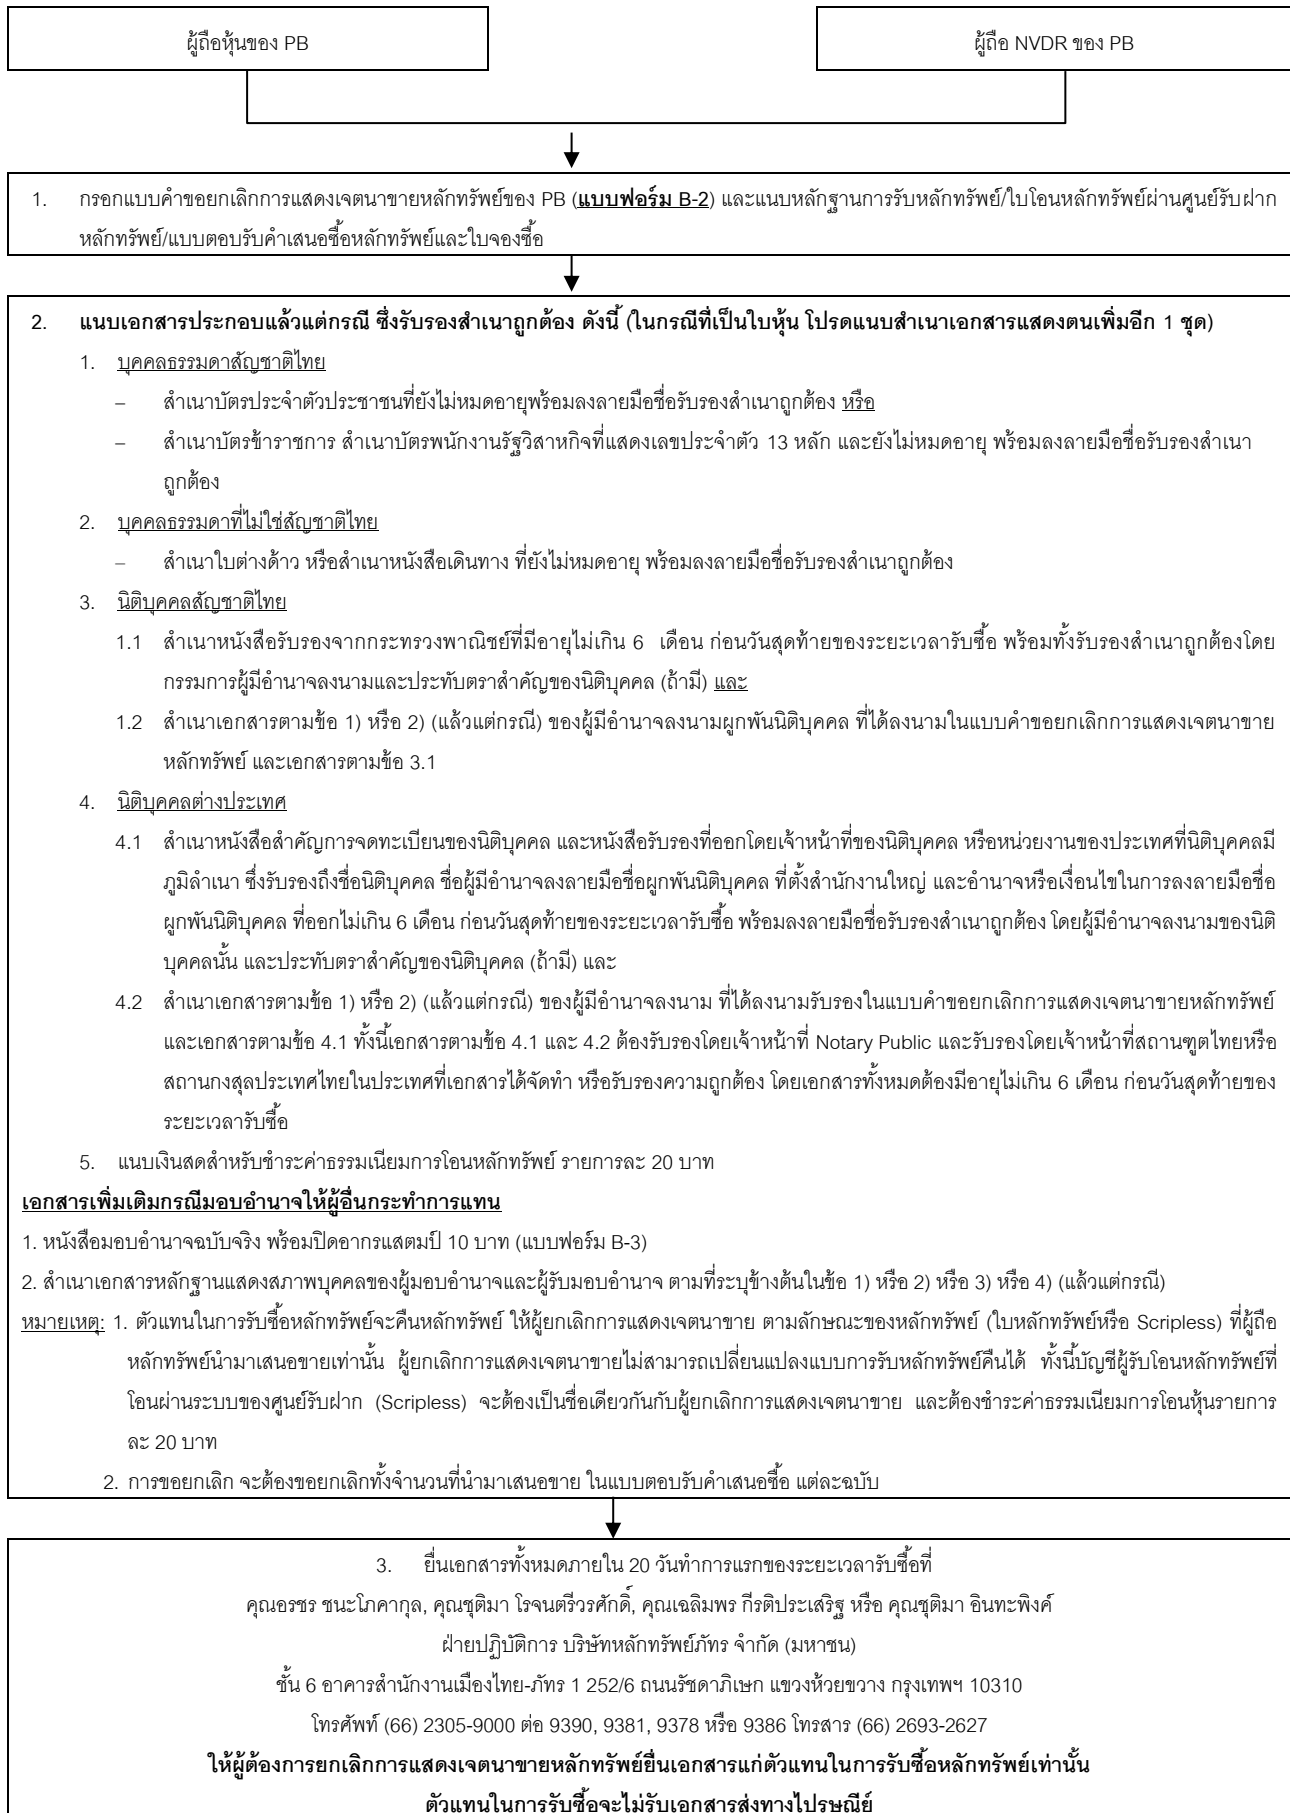 ผู้ถือหุ้นของ PB
ผู้ถือ NVDR ของ PB
1. กรอกแบบคำขอยกเลิกการแสดงเจตนาขายหลักทรัพย์ของ PB (แบบฟอร์ม B-2) และแนบหลักฐานการรับหลักทรัพย์/ใบโอนหลักทรัพย์ผ่านศูนย์รับฝาก
หลักทรัพย์/แบบตอบรับคำเสนอซื้อหลักทรัพย์และใบจองซื้อ
2. แนบเอกสารประกอบแล้วแต่กรณี ซึ่งรับรองสำเนาถูกต้อง ดังนี้ (ในกรณีที่เป็นใบหุ้น โปรดแนบสำเนาเอกสารแสดงตนเพิ่มอีก 1 ชุด)
1. บุคคลธรรมดาสัญชาติไทย
– สำเนาบัตรประจำตัวประชาชนที่ยังไม่หมดอายุพร้อมลงลายมือชื่อรับรองสำเนาถูกต้อง หรือ
– สำเนาบัตรข้าราชการ สำเนาบัตรพนักงานรัฐวิสาหกิจที่แสดงเลขประจำตัว 13 หลัก และยังไม่หมดอายุ พร้อมลงลายมือชื่อรับรองสำเนา
ถูกต้อง
2. บุคคลธรรมดาที่ไม่ใช่สัญชาติไทย
– สำเนาใบต่างด้าว หรือสำเนาหนังสือเดินทาง ที่ยังไม่หมดอายุ พร้อมลงลายมือชื่อรับรองสำเนาถูกต้อง
3. นิติบุคคลสัญชาติไทย
1.1 สำเนาหนังสือรับรองจากกระทรวงพาณิชย์ที่มีอายุไม่เกิน 6 เดือน ก่อนวันสุดท้ายของระยะเวลารับซื้อ พร้อมทั้งรับรองสำเนาถูกต้องโดย
กรรมการผู้มีอำนาจลงนามและประทับตราสำคัญของนิติบุคคล (ถ้ามี) และ
1.2 สำเนาเอกสารตามข้อ 1) หรือ 2) (แล้วแต่กรณี) ของผู้มีอำนาจลงนามผูกพันนิติบุคคล ที่ได้ลงนามในแบบคำขอยกเลิกการแสดงเจตนาขาย
หลักทรัพย์ และเอกสารตามข้อ 3.1
4. นิติบุคคลต่างประเทศ
4.1 สำเนาหนังสือสำคัญการจดทะเบียนของนิติบุคคล และหนังสือรับรองที่ออกโดยเจ้าหน้าที่ของนิติบุคคล หรือหน่วยงานของประเทศที่นิติบุคคลมี
ภูมิลำเนา ซึ่งรับรองถึงชื่อนิติบุคคล ชื่อผู้มีอำนาจลงลายมือชื่อผูกพันนิติบุคคล ที่ตั้งสำนักงานใหญ่ และอำนาจหรือเงื่อนไขในการลงลายมือชื่อ
ผูกพันนิติบุคคล ที่ออกไม่เกิน 6 เดือน ก่อนวันสุดท้ายของระยะเวลารับซื้อ พร้อมลงลายมือชื่อรับรองสำเนาถูกต้อง โดยผู้มีอำนาจลงนามของนิติ
บุคคลนั้น และประทับตราสำคัญของนิติบุคคล (ถ้ามี) และ
4.2 สำเนาเอกสารตามข้อ 1) หรือ 2) (แล้วแต่กรณี) ของผู้มีอำนาจลงนาม ที่ได้ลงนามรับรองในแบบคำขอยกเลิกการแสดงเจตนาขายหลักทรัพย์
และเอกสารตามข้อ 4.1 ทั้งนี้เอกสารตามข้อ 4.1 และ 4.2 ต้องรับรองโดยเจ้าหน้าที่ Notary Public และรับรองโดยเจ้าหน้าที่สถานฑูตไทยหรือ
สถานกงสุลประเทศไทยในประเทศที่เอกสารได้จัดทำ หรือรับรองความถูกต้อง โดยเอกสารทั้งหมดต้องมีอายุไม่เกิน 6 เดือน ก่อนวันสุดท้ายของ
ระยะเวลารับซื้อ
5. แนบเงินสดสำหรับชำระค่าธรรมเนียมการโอนหลักทรัพย์ รายการละ 20 บาท
เอกสารเพิ่มเติมกรณีมอบอำนาจให้ผู้อื่นกระทำการแทน
1. หนังสือมอบอำนาจฉบับจริง พร้อมปิดอากรแสตมป์ 10 บาท (แบบฟอร์ม B-3)
2. สำเนาเอกสารหลักฐานแสดงสภาพบุคคลของผู้มอบอำนาจและผู้รับมอบอำนาจ ตามที่ระบุข้างต้นในข้อ 1) หรือ 2) หรือ 3) หรือ 4) (แล้วแต่กรณี)
หมายเหตุ: 1. ตัวแทนในการรับซื้อหลักทรัพย์จะคืนหลักทรัพย์ ให้ผู้ยกเลิกการแสดงเจตนาขาย ตามลักษณะของหลักทรัพย์ (ใบหลักทรัพย์หรือ Scripless) ที่ผู้ถือ
หลักทรัพย์นำมาเสนอขายเท่านั้น ผู้ยกเลิกการแสดงเจตนาขายไม่สามารถเปลี่ยนแปลงแบบการรับหลักทรัพย์คืนได้ ทั้งนี้บัญชีผู้รับโอนหลักทรัพย์ที่
โอนผ่านระบบของศูนย์รับฝาก (Scripless) จะต้องเป็นชื่อเดียวกันกับผู้ยกเลิกการแสดงเจตนาขาย และต้องชำระค่าธรรมเนียมการโอนหุ้นรายการ
ละ 20 บาท
2. การขอยกเลิก จะต้องขอยกเลิกทั้งจำนวนที่นำมาเสนอขาย ในแบบตอบรับคำเสนอซื้อ แต่ละฉบับ
3. ยื่นเอกสารทั้งหมดภายใน 20 วันทำการแรกของระยะเวลารับซื้อที่
คุณอรชร ชนะโภคากุล, คุณชุติมา โรจนตรีวรศักดิ์, คุณเฉลิมพร กีรติประเสริฐ หรือ คุณชุติมา อินทะพิงค์
ฝ่ายปฏิบัติการ บริษัทหลักทรัพย์ภัทร จำกัด (มหาชน)
ชั้น 6 อาคารสำนักงานเมืองไทย-ภัทร 1 252/6 ถนนรัชดาภิเษก แขวงห้วยขวาง กรุงเทพฯ 10310
โทรศัพท์ (66) 2305-9000 ต่อ 9390, 9381, 9378 หรือ 9386 โทรสาร (66) 2693-2627
ให้ผู้ต้องการยกเลิกการแสดงเจตนาขายหลักทรัพย์ยื่นเอกสารแก่ตัวแทนในการรับซื้อหลักทรัพย์เท่านั้น
ตัวแทนในการรับซื้อจะไม่รับเอกสารส่งทางไปรษณีย์